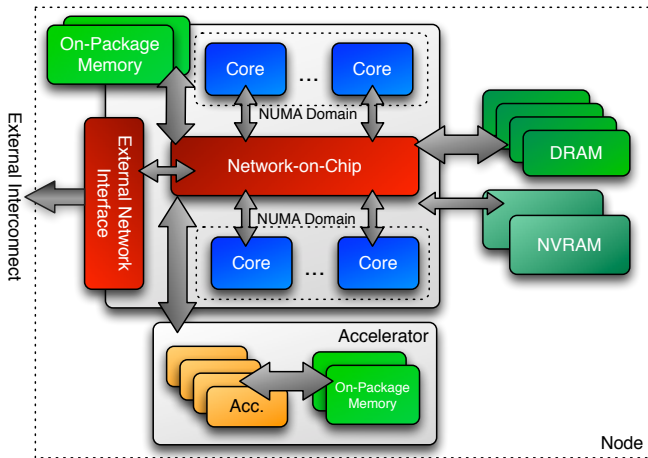 On-Package
Memory
Core
...
Core
NUMA Domain
External Interconnect
External Network
Interface
Network-on-Chip
DRAM
NUMA Domain
Core
...
Core
NVRAM
Accelerator
Acc.
On-Package
Memory
Node